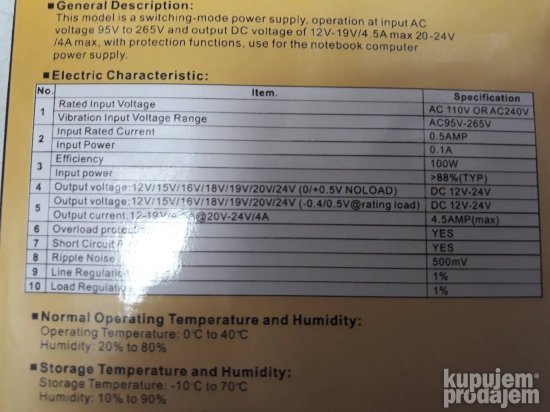 ■General Description:
This model is a switching-mode power supply, operation at input AC
voltage 95V to 265V and output DC voltage of 12V-19V/4.5A max 20-24V
/4A max, with protection functions, use for the notebook computer
power supply.
■Electric Characteristic:
No. Item. Specification
1 Rated Input Voltage AC 110V OR AC240V
Vibration Input Voltage Range AC95V-265V
2 Input Rated Current 0.5AMP
Input Power 0.1A
3 Efficiency 100W
Input power >88%(TYP)
4 Output voltage:12V/15V/16V/18V/19V/20V/24V (0/+0.5V NOLOAD) DC 12V-24V
5 Output voltage:12V/15V/16V/18V/19V/20V/24V (-0.4/0.5V@rating load) DC 12V-24V
Output current:12-19V/4.5A@20V-24V/4A 4.5AMP(max)
6 Overload YES
7 Short Circuit YES
8 Ripple Noise 500mV
9 Line Regulation 1%
10 Load Regulation 1%
■Normal Operating Temperature and Humidity:
Operating Temperature: 0℃ to 40℃
Humidity: 20% to 80%
■Storage Temperature and Humidity:
Storage Temperature: -10℃ to 70℃
Humidity: 10% to 90%
kupujem
prodajem